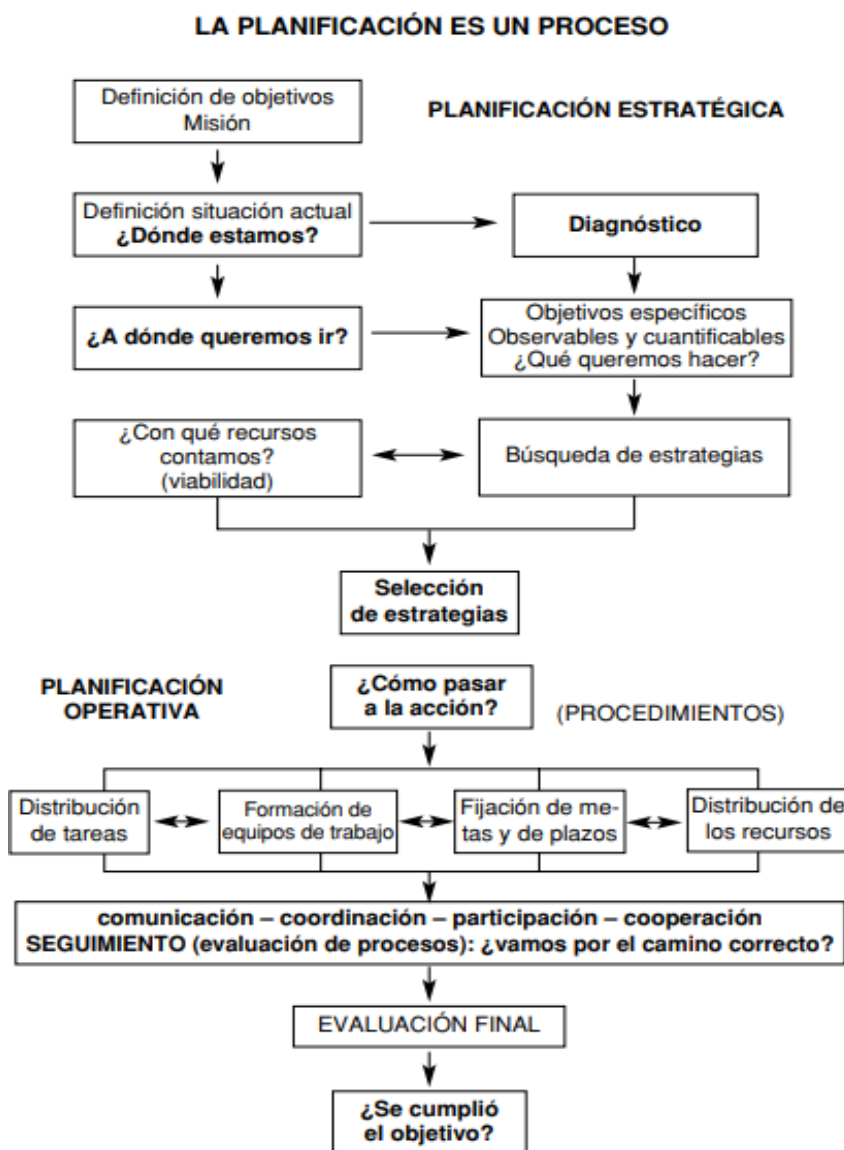 LA PLANIFICACIÓN ES UN PROCESO
Definición de objetivos
Misión
PLANIFICACIÓN ESTRATÉGICA
Definición situación actual
¿Dónde estamos?
Diagnóstico
¿A dónde queremos ir?
Objetivos específicos
Observables y cuantificables
¿Qué queremos hacer?
¿Con qué recursos
contamos?
(viabilidad)
Búsqueda de estrategias
Selección
de estrategias
PLANIFICACIÓN
OPERATIVA
¿Cómo pasar
a la acción?
(PROCEDIMIENTOS)
Distribución
de tareas
Formación de
equipos de trabajo
Fijación de me-
tas y de plazos
Distribución de
los recursos
comunicación – coordinación – participación – cooperación
SEGUIMIENTO (evaluación de procesos): ¿vamos por el camino correcto?
EVALUACIÓN FINAL
¿Se cumplió
el objetivo?